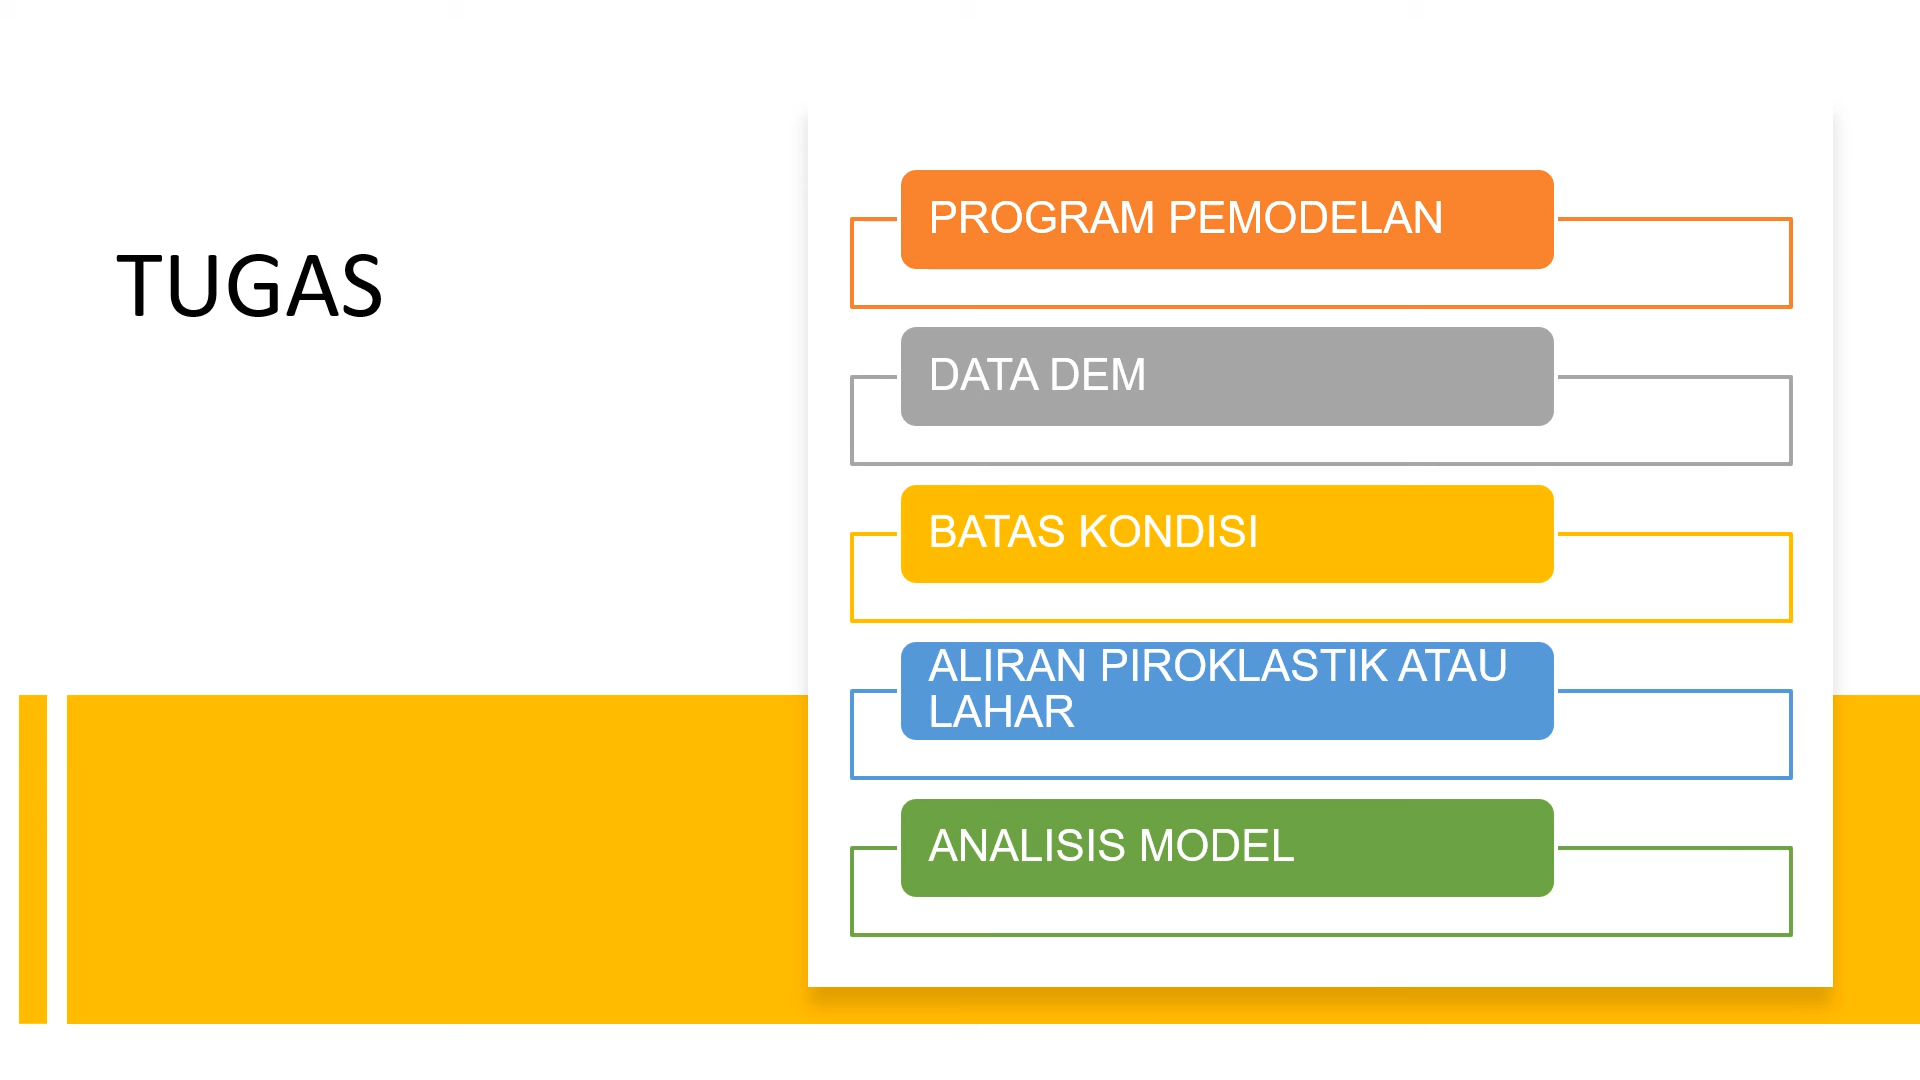 TUGAS
PROGRAM PEMODELAN
DATA DEM
BATAS KONDISI
ALIRAN PIROKLASTIK ATAU
LAHAR
ANALISIS MODEL